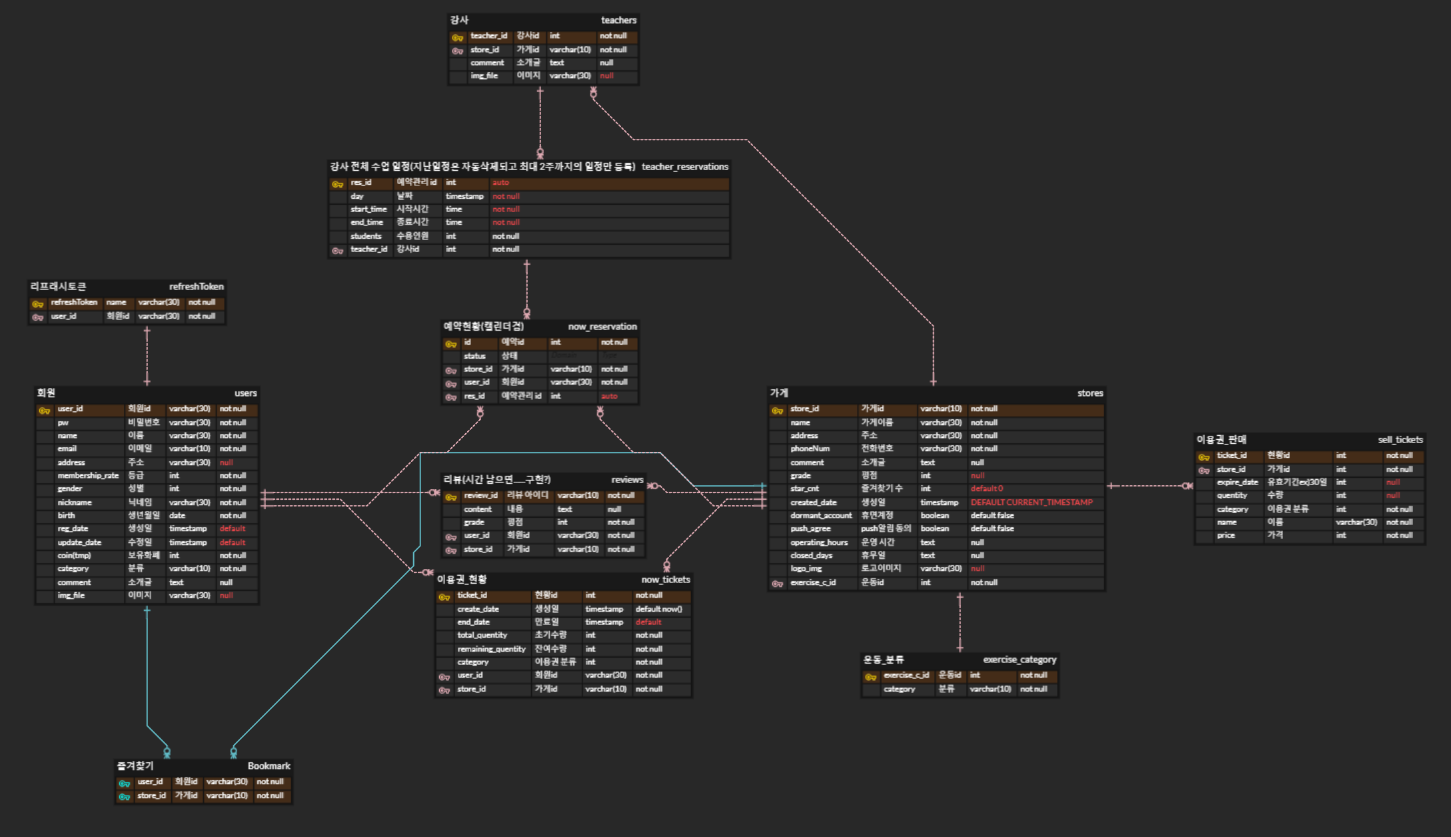 강사 teachers
teacher_id 강사id int not null
store_id 가게id varchar(10) not null
comment 소개글 text null
img_file 이미지 varchar(30) null
강사 전체 수업 일정(지난일정은 자동삭제되고 최대 2주까지의 일정만 등록) teacher_reservations
res_id 예약관리 id int auto
day 날짜 timestamp not null
start_time 시작시간 time not null
end_time 종료시간 time not null
students 수용인원 int not null
teacher_id 강사id int not null
리프래시토큰 refreshToken
refreshToken name varchar(30) not null
user_id 회원id varchar(30) not null
예약현황(캘린더겸) now_reservation
id 예약id int not null
status 상태
store_id 가게id varchar(10) not null
user_id 회원id varchar(30) not null
res_id 예약관리 id int auto
회원 users
user_id 회원id varchar(30) not null
pw 비밀번호 varchar(30) not null
name 이름 varchar(30) not null
email 이메일 varchar(10) not null
address 주소 varchar(30) null
membership_rate 등급 int not null
gender 성별 int not null
nickname 닉네임 varchar(30) not null
birth 생년월일 date not null
reg_date 생성일 timestamp default
update_date 수정일 timestamp default
coin(tmp) 보유화폐 int not null
category 분류 varchar(10) not null
comment 소개글 text null
img_file 이미지 varchar(30) null
가게 stores
store_id 가게id varchar(10) not null
name 가게이름 varchar(30) not null
address 주소 varchar(30) not null
phoneNum 전화번호 varchar(30) not null
comment 소개글 text null
grade 평점 int null
star_cnt 즐겨찾기 수 int default 0
created_date 생성일 timestamp DEFAULT CURRENT_TIMESTAMP
dormant_account 휴면계정 boolean default false
push_agree push알림 동의 boolean default false
operating_hours 운영 시간 text null
closed_days 휴무일 text null
logo_img 로고이미지 varchar(30) null
exercise_c_id 운동id int not null
이용권_판매 sell_tickets
ticket_id 현황id int not null
store_id 가게id int not null
expire_date 유효기간ex)30일 int null
quentity 수량 int null
category 이용권 분류 int not null
name 이름 varchar(30) not null
price 가격 int not null
리뷰(시간 남으면....구현?) reviews
review_id 리뷰 아이디 varchar(10) not null
content 내용 text null
grade 평점 int not null
user_id 회원id varchar(30) not null
store_id 가게id varchar(10) not null
이용권_현황 now_tickets
ticket_id 현황id int not null
create_date 생성일 timestamp default now()
end_date 만료일 timestamp default
total_quentity 초기수량 int not null
remaining_quentity 잔여수량 int not null
category 이용권 분류 int not null
user_id 회원id varchar(30) not null
store_id 가게id varchar(10) not null
운동_분류 exercise_category
exercise_c_id 운동id int not null
category 분류 varchar(10) not null
즐겨찾기 Bookmark
user_id 회원id varchar(30) not null
store_id 가게id varchar(10) not null